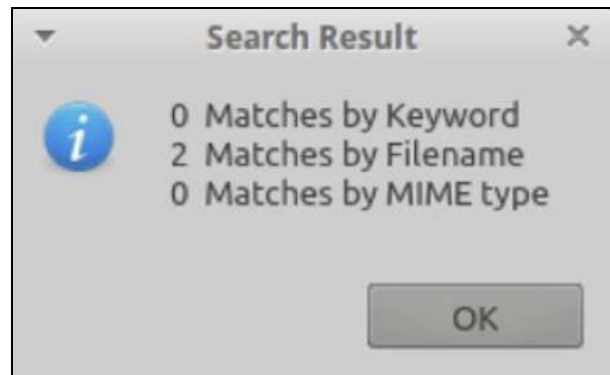 Search Result
0 Matches by Keyword
2 Matches by Filename
0 Matches by MIME type
OK